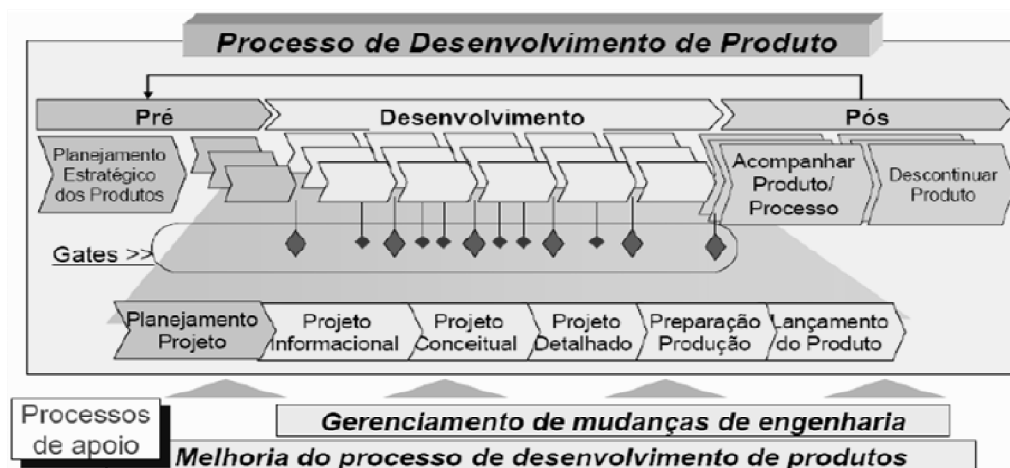 Processo de Desenvolvimento de Produto
Pré
Desenvolvimento
Pós
Planejamento
Estratégico
dos Produtos
Acompanhar
Produto/
Processo
Descontinuar
Produto
Gates >>
Planejamento
Projeto
Projeto
Informacional
Projeto
Conceitual
Projeto
Detalhado
Preparação
Produção
Lançamento
do Produto
Processos
de apoio
Gerenciamento de mudanças de engenharia
Melhoria do processo de desenvolvimento de produtos